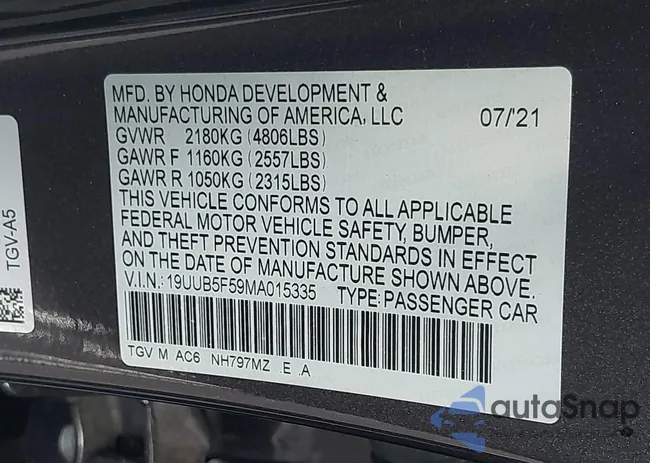 MFD. BY HONDA DEVELOPMENT &
MANUFACTURING OF AMERICA, LLC 07/'21
GVWR 2180KG (4806LBS)
GAWR F 1160KG (2557LBS)
GAWR R 1050KG (2315LBS)
THIS VEHICLE CONFORMS TO ALL APPLICABLE
FEDERAL MOTOR VEHICLE SAFETY, BUMPER,
AND THEFT PREVENTION STANDARDS IN EFFECT
ON THE DATE OF MANUFACTURE SHOWN ABOVE.
V.I.N.: 19UUB5F59MA015335 TYPE: PASSENGER CAR
TGV M AC6 NH797MZ .E .A
TGV-A5
autoSnap